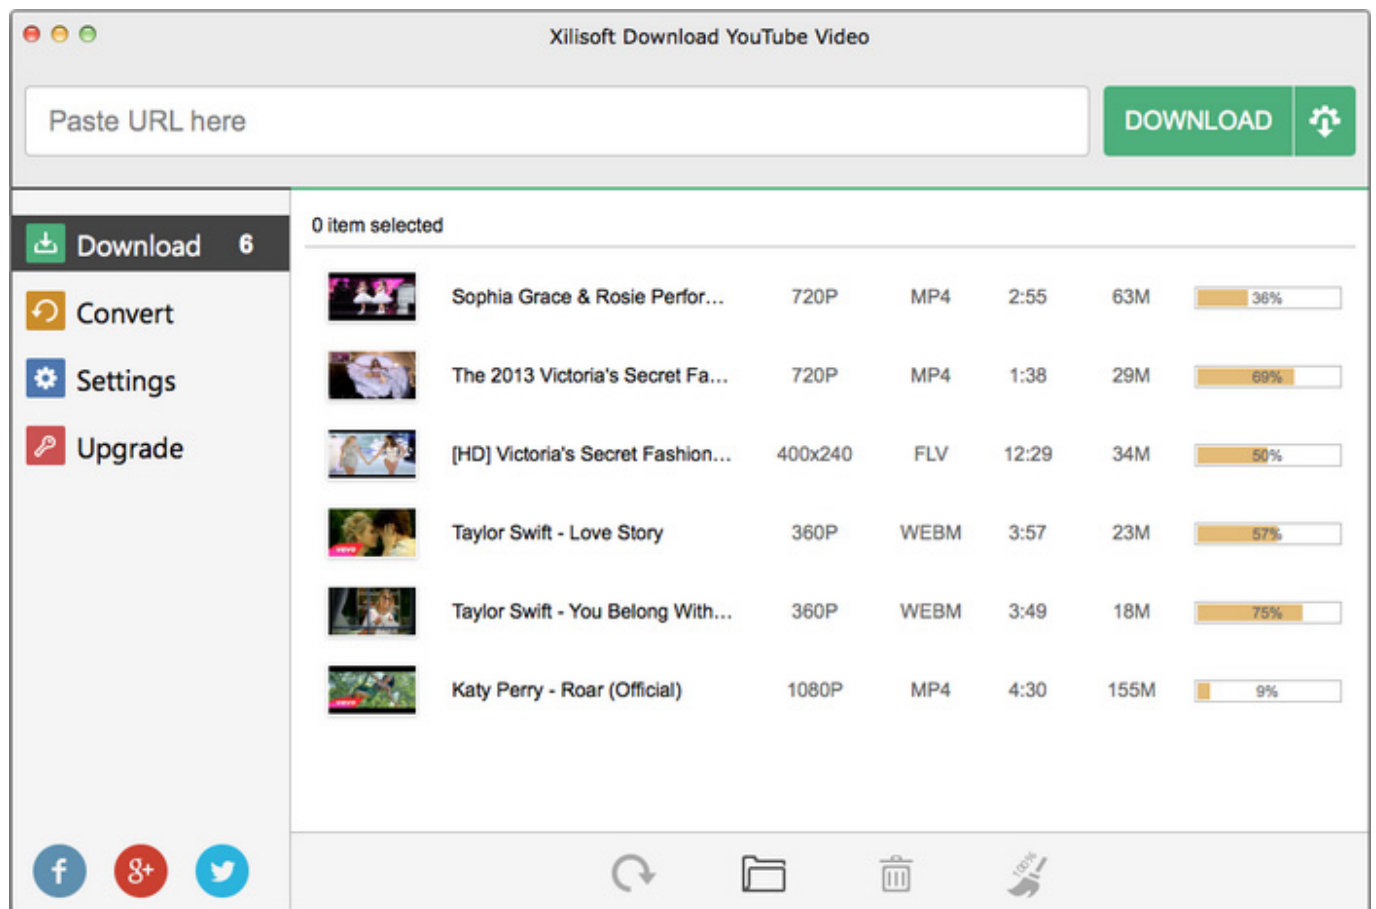 Xilisoft Download YouTube Video
Paste URL here
DOWNLOAD
Download 6
Convert
Settings
Upgrade
0 item selected
Sophia Grace & Rosie Perfor... 720P MP4 2:55 63M 36%
The 2013 Victoria's Secret Fa... 720P MP4 1:38 29M 69%
[HD] Victoria's Secret Fashion... 400x240 FLV 12:29 34M 50%
Taylor Swift - Love Story 360P WEBM 3:57 23M 57%
vevo
Taylor Swift - You Belong With... 360P WEBM 3:49 18M 75%
Katy Perry - Roar (Official) 1080P MP4 4:30 155M 9%
vevo
f 8+
100%